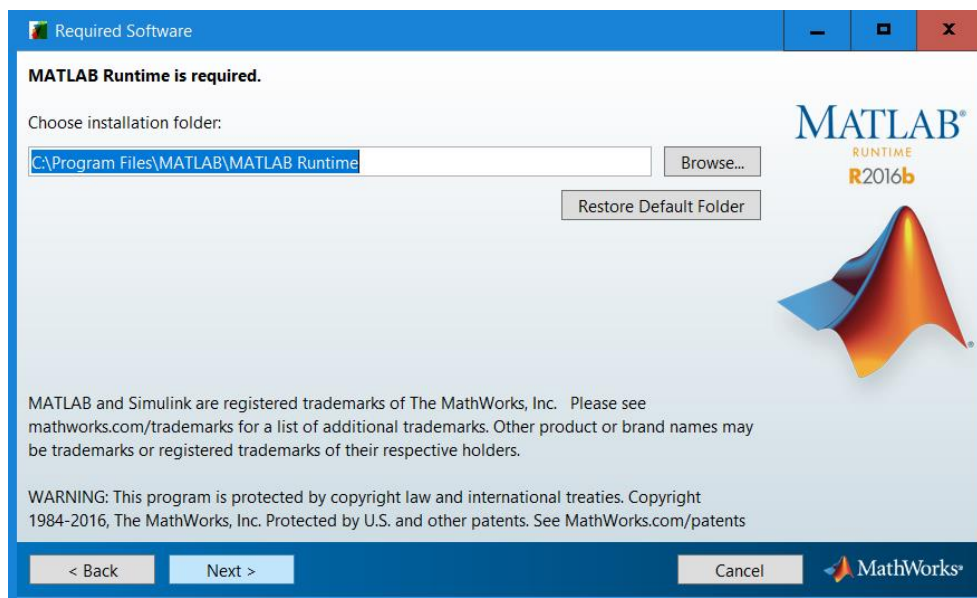 Required Software
MATLAB Runtime is required.
Choose installation folder:
C:\Program Files\MATLAB\MATLAB Runtime
Browse...
Restore Default Folder
MATLAB®
RUNTIME
R2016b
®
MATLAB and Simulink are registered trademarks of The MathWorks, Inc.   Please see
mathworks.com/trademarks for a list of additional trademarks. Other product or brand names may
be trademarks or registered trademarks of their respective holders.
WARNING: This program is protected by copyright law and international treaties. Copyright
1984-2016, The MathWorks, Inc. Protected by U.S. and other patents. See MathWorks.com/patents
< Back
Next >
Cancel
MathWorks®